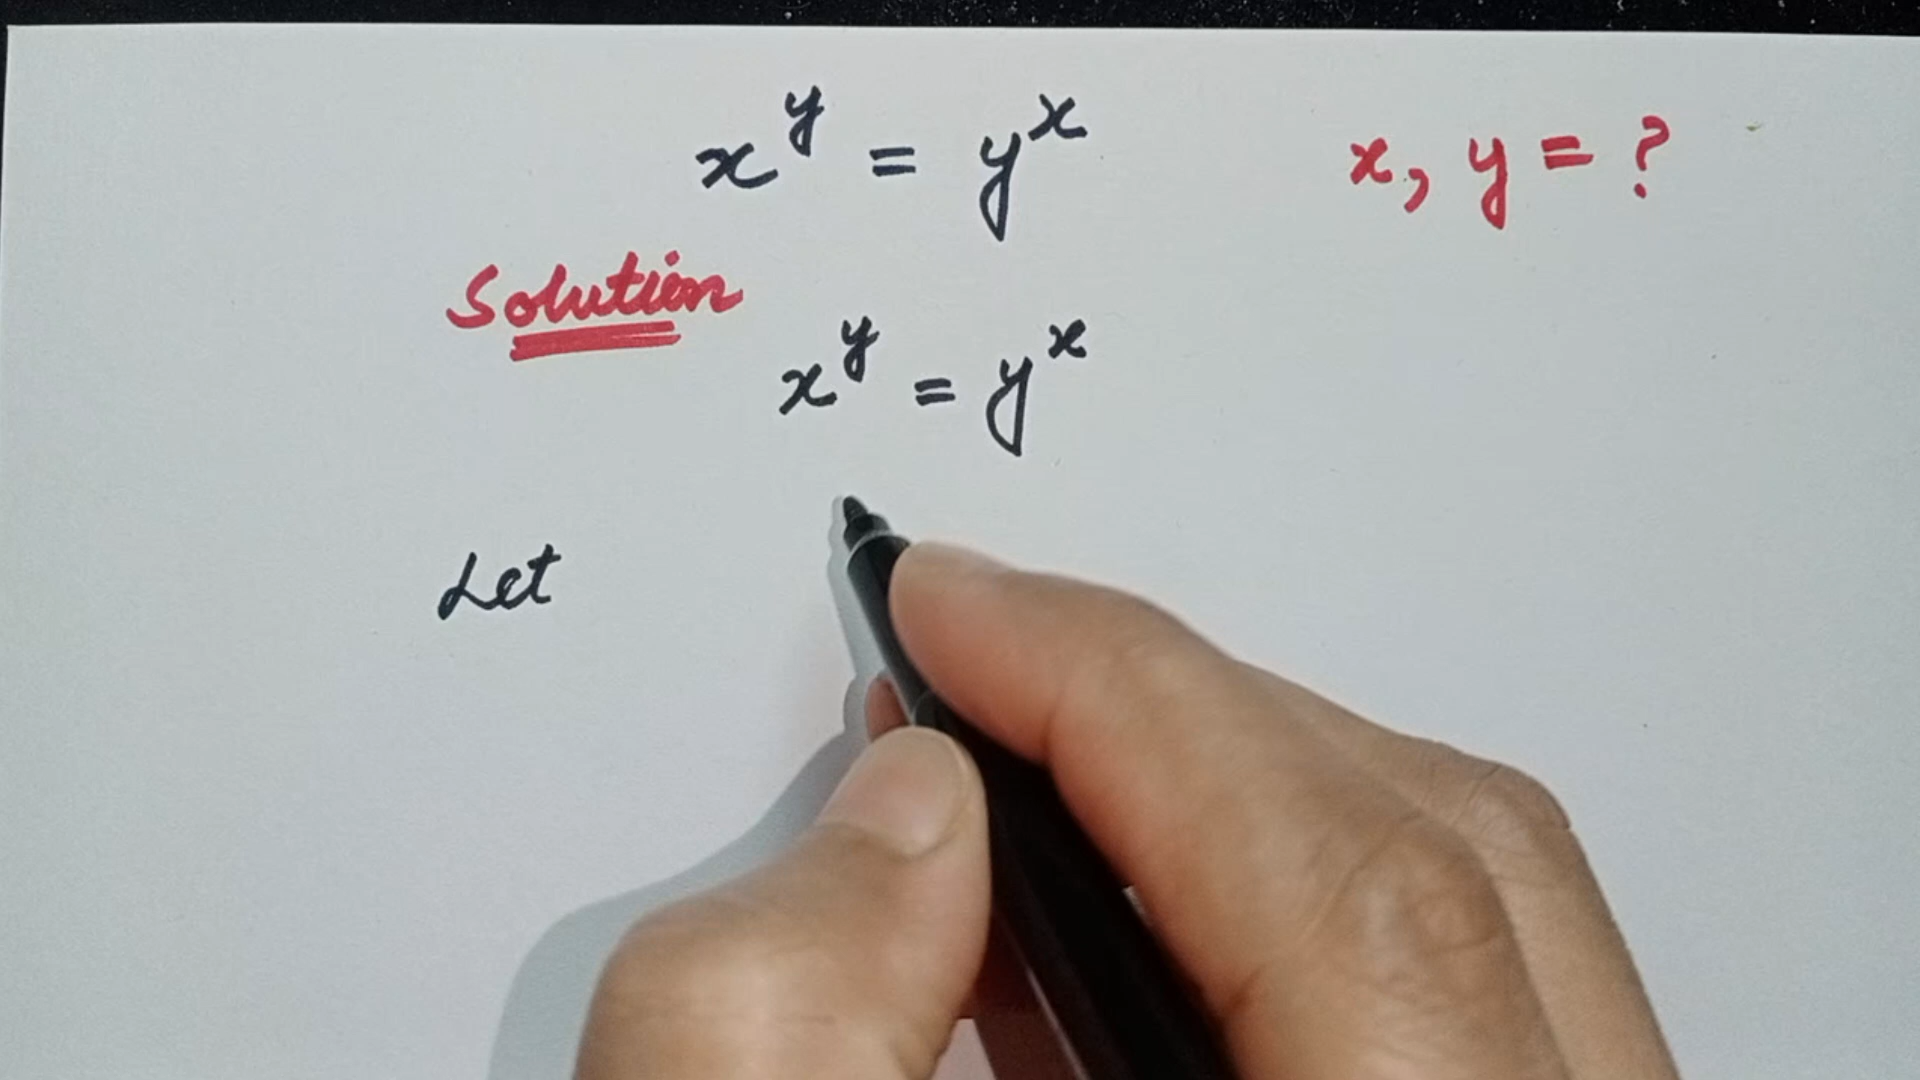 x^y = y^x    x, y = ?
Solution
x^y = y^x
Let